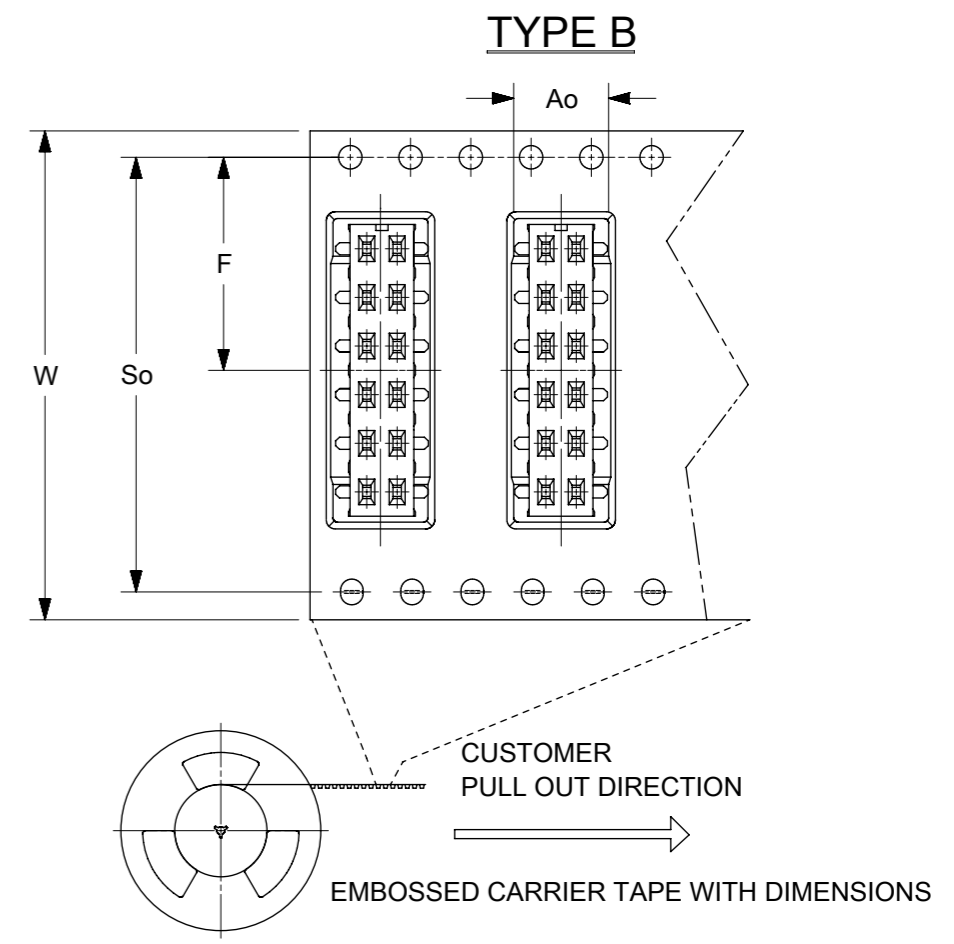 TYPE B
Ao
F
W
So
CUSTOMER
PULL OUT DIRECTION
EMBOSSED CARRIER TAPE WITH DIMENSIONS